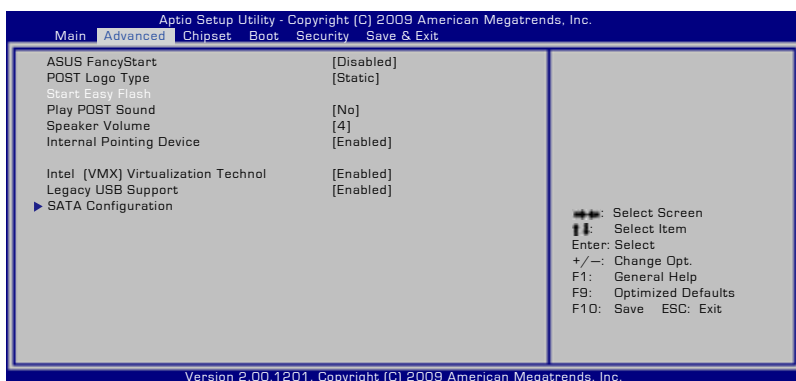 Aptio Setup Utility - Copyright (C) 2009 American Megatrends, Inc.
Main Advanced Chipset Boot Security Save & Exit
ASUS FancyStart [Disabled]
POST Logo Type [Static]
Start Easy Flash
Play POST Sound [No]
Speaker Volume [4]
Internal Pointing Device [Enabled]
Intel (VMX) Virtualization Technol [Enabled]
Legacy USB Support [Enabled]
SATA Configuration
: Select Screen
: Select Item
Enter: Select
+/—: Change Opt.
F1: General Help
F9: Optimized Defaults
F10: Save ESC: Exit
Version 2.00.1201. Copyright (C) 2009 American Megatrends, Inc.